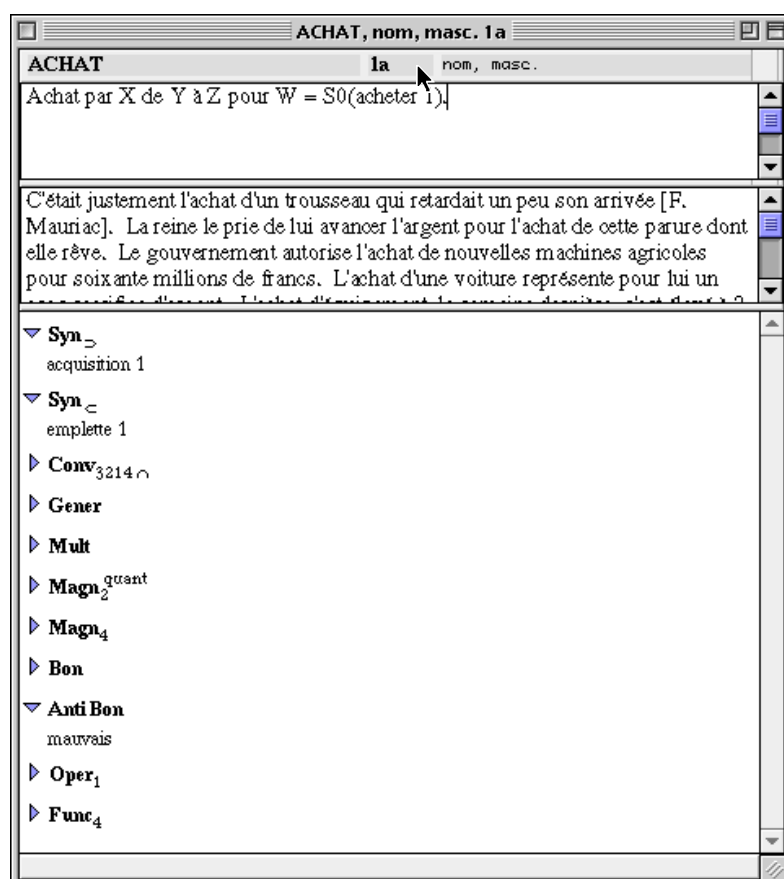 ACHAT, nom, masc. 1a
ACHAT 1a nom, masc.
Achat par X de Y à Z pour W = S0(acheter 1).
C'était justement l'achat d'un trousseau qui retardait un peu son arrivée [F.
Mauriac]. La reine le prie de lui avancer l'argent pour l'achat de cette parure dont
elle rêve. Le gouvernement autorise l'achat de nouvelles machines agricoles
pour soixante millions de francs. L'achat d'une voiture représente pour lui un
Syn⊃
acquisition 1
Syn⊂
emplette 1
Conv3214∩
Gener
Mult
Magn2quant
Magn4
Bon
AntiBon
mauvais
Oper1
Func4